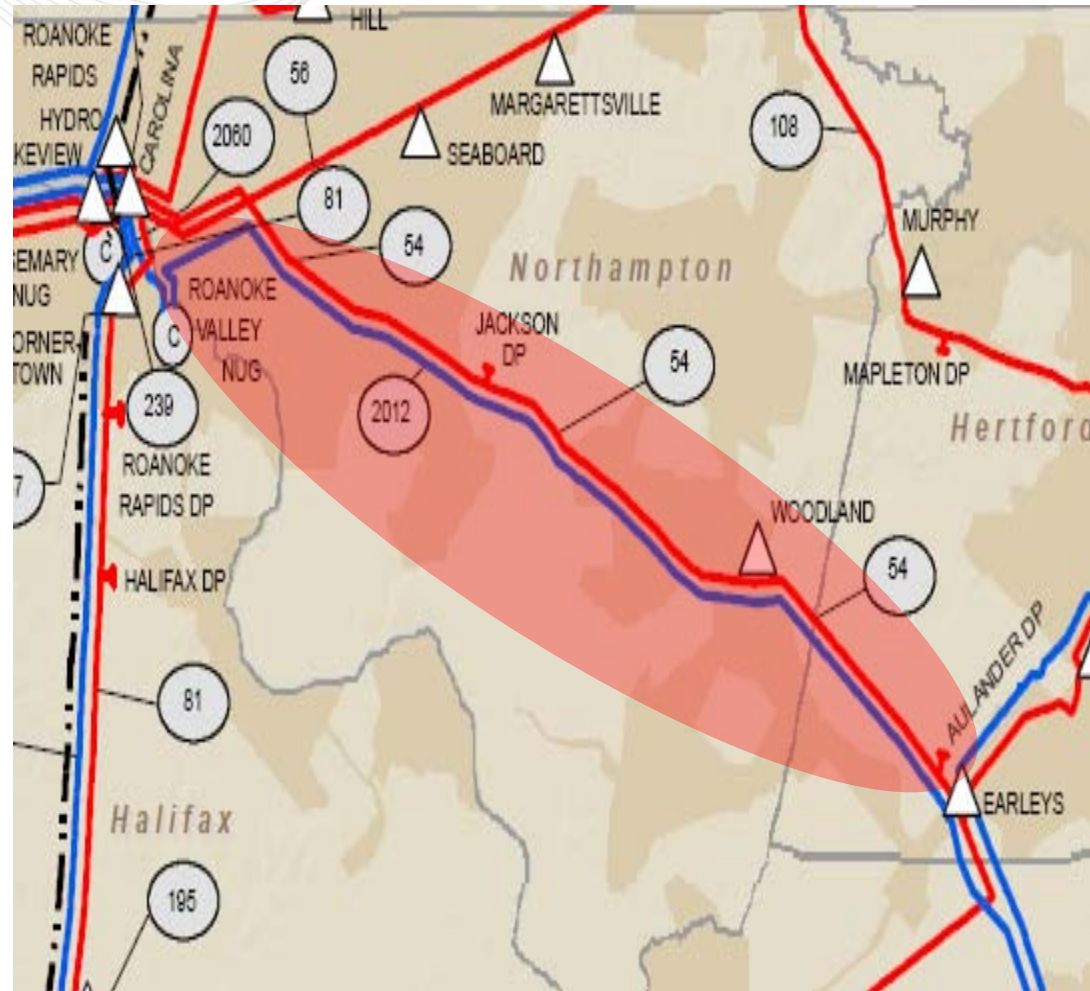 ROANOKE
RAPIDS
HYDRO
KEVIEW
CAROLINA
HILL
56
2060
MARGARETTSVILLE
SEABOARD
108
81
54
MURPHY
C
EMARY
NUG
ROANOKE
VALLEY
NUG
C
Northampton
JACKSON
DP
54
MAPLETON DP
ORNER-
TOWN
239
2012
Hertford
7
ROANOKE
RAPIDS DP
WOODLAND
HALIFAX DP
54
AULANDER DP
81
EARLEYS
Halifax
195